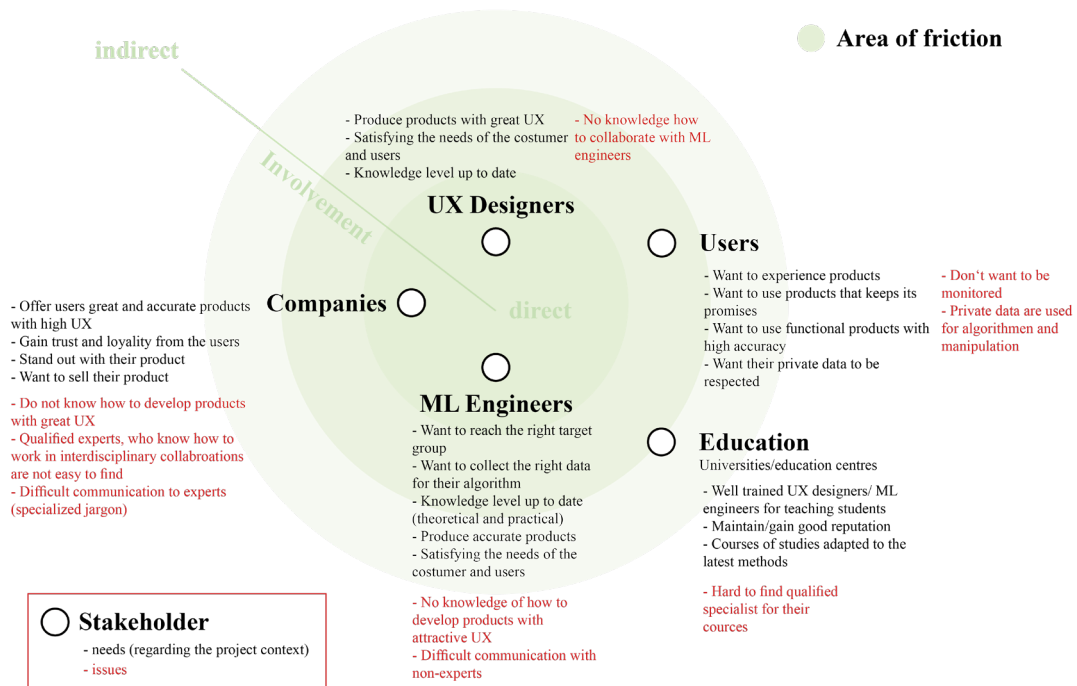 indirect
Area of friction
Involvement
direct
- Produce products with great UX
- Satisfying the needs of the costumer
and users
- Knowledge level up to date
- No knowledge how
to collaborate with ML
engineers
UX Designers
Users
- Want to experience products
- Want to use products that keeps its
promises
- Want to use functional products with
high accuracy
- Want their private data to be
respected
- Don‘t want to be
monitored
- Private data are used
for algorithmen and
manipulation
Companies
- Offer users great and accurate products
with high UX
- Gain trust and loyality from the users
- Stand out with their product
- Want to sell their product
- Do not know how to develop products
with great UX
- Qualified experts, who know how to
work in interdisciplinary collabroations
are not easy to find
- Difficult communication to experts
(specialized jargon)
ML Engineers
- Want to reach the right target
group
- Want to collect the right data
for their algorithm
- Knowledge level up to date
(theoretical and practical)
- Produce accurate products
- Satisfying the needs of the
costumer and users
- No knowledge of how to
develop products with
attractive UX
- Difficult communication with
non-experts
Education
Universities/education centres
- Well trained UX designers/ ML
engineers for teaching students
- Maintain/gain good reputation
- Courses of studies adapted to the
latest methods
- Hard to find qualified
specialist for their
cources
Stakeholder
- needs (regarding the project context)
- issues